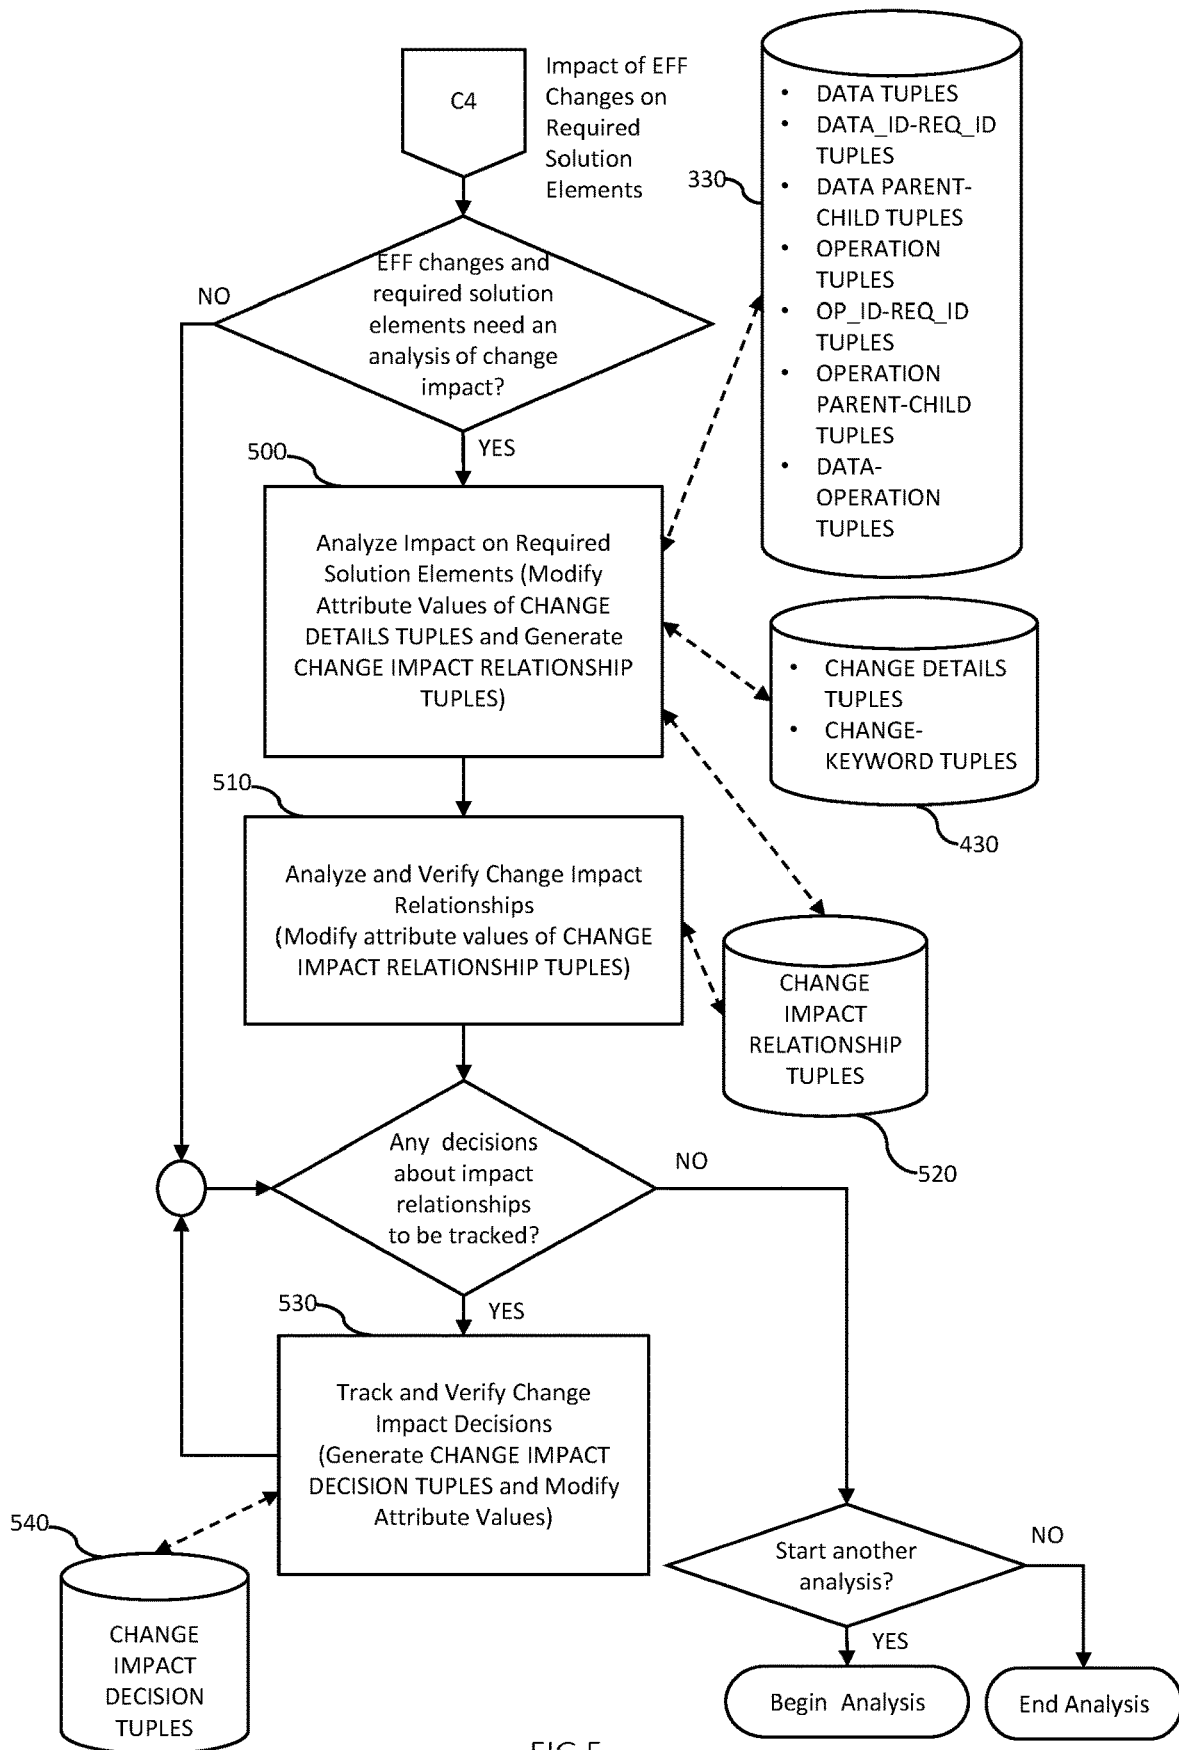 C4
Impact of EFF
Changes on
Required
Solution
Elements
330
• DATA TUPLES
• DATA_ID-REQ_ID
TUPLES
• DATA PARENT-
CHILD TUPLES
• OPERATION
TUPLES
• OP_ID-REQ_ID
TUPLES
• OPERATION
PARENT-CHILD
TUPLES
• DATA-
OPERATION
TUPLES
EFF changes and
required solution
elements need an
analysis of change
impact?
NO
YES
500
Analyze Impact on Required
Solution Elements (Modify
Attribute Values of CHANGE
DETAILS TUPLES and Generate
CHANGE IMPACT RELATIONSHIP
TUPLES)
• CHANGE DETAILS
TUPLES
• CHANGE-
KEYWORD TUPLES
430
510
Analyze and Verify Change Impact
Relationships
(Modify attribute values of CHANGE
IMPACT RELATIONSHIP TUPLES)
CHANGE
IMPACT
RELATIONSHIP
TUPLES
520
Any decisions
about impact
relationships
to be tracked?
NO
YES
530
Track and Verify Change
Impact Decisions
(Generate CHANGE IMPACT
DECISION TUPLES and Modify
Attribute Values)
540
CHANGE
IMPACT
DECISION
TUPLES
Start another
analysis?
NO
YES
Begin Analysis
End Analysis